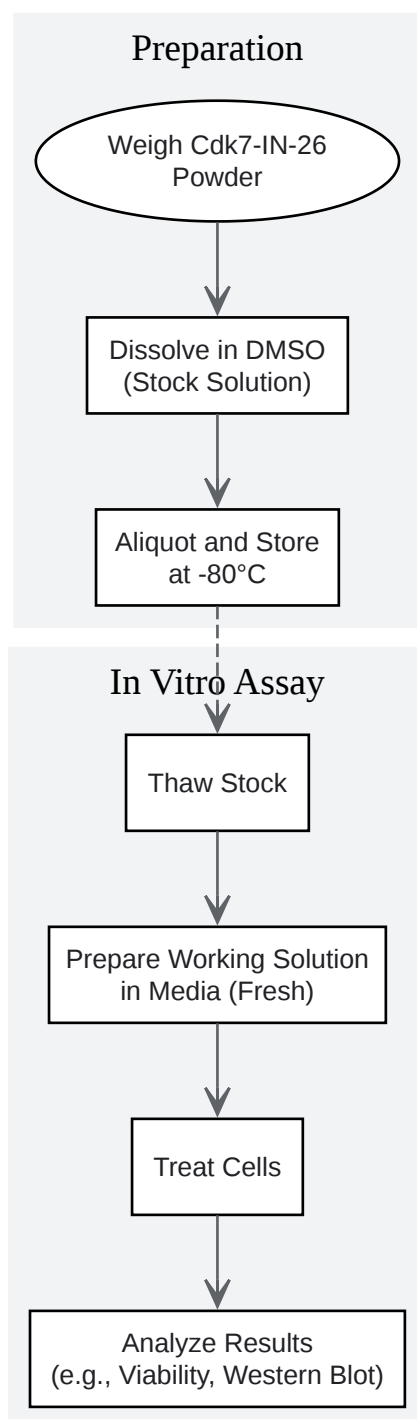 Preparation
Weigh Cdk7-IN-26
Powder
Dissolve in DMSO
(Stock Solution)
Aliquot and Store
at -80°C
In Vitro Assay
Thaw Stock
Prepare Working Solution
in Media (Fresh)
Treat Cells
Analyze Results
(e.g., Viability, Western Blot)